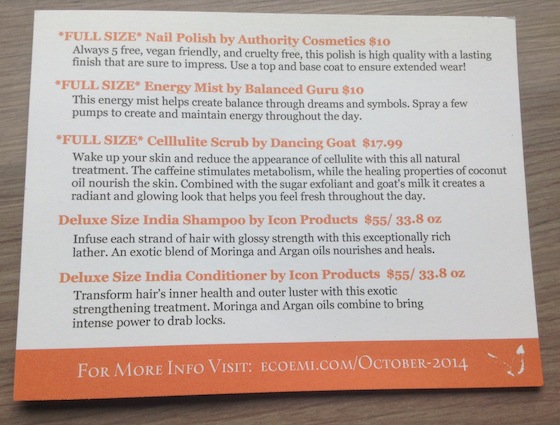 *FULL SIZE* Nail Polish by Authority Cosmetics $10
Always 5 free, vegan friendly, and cruelty free, this polish is high quality with a lasting
finish that are sure to impress. Use a top and base coat to ensure extended wear!
*FULL SIZE* Energy Mist by Balanced Guru $10
This energy mist helps create balance through dreams and symbols. Spray a few
pumps to create and maintain energy throughout the day.
*FULL SIZE* Celllulite Scrub by Dancing Goat $17.99
Wake up your skin and reduce the appearance of cellulite with this all natural
treatment. The caffeine stimulates metabolism, while the healing properties of coconut
oil nourish the skin. Combined with the sugar exfoliant and goat's milk it creates a
radiant and glowing look that helps you feel fresh throughout the day.
Deluxe Size India Shampoo by Icon Products $55/ 33.8 oz
Infuse each strand of hair with glossy strength with this exceptionally rich
lather. An exotic blend of Moringa and Argan oils nourishes and heals.
Deluxe Size India Conditioner by Icon Products $55/ 33.8 oz
Transform hair's inner health and outer luster with this exotic
strengthening treatment. Moringa and Argan oils combine to bring
intense power to drab locks.
FOR MORE INFO VISIT: ECOEMI.COM/OCTOBER-2014